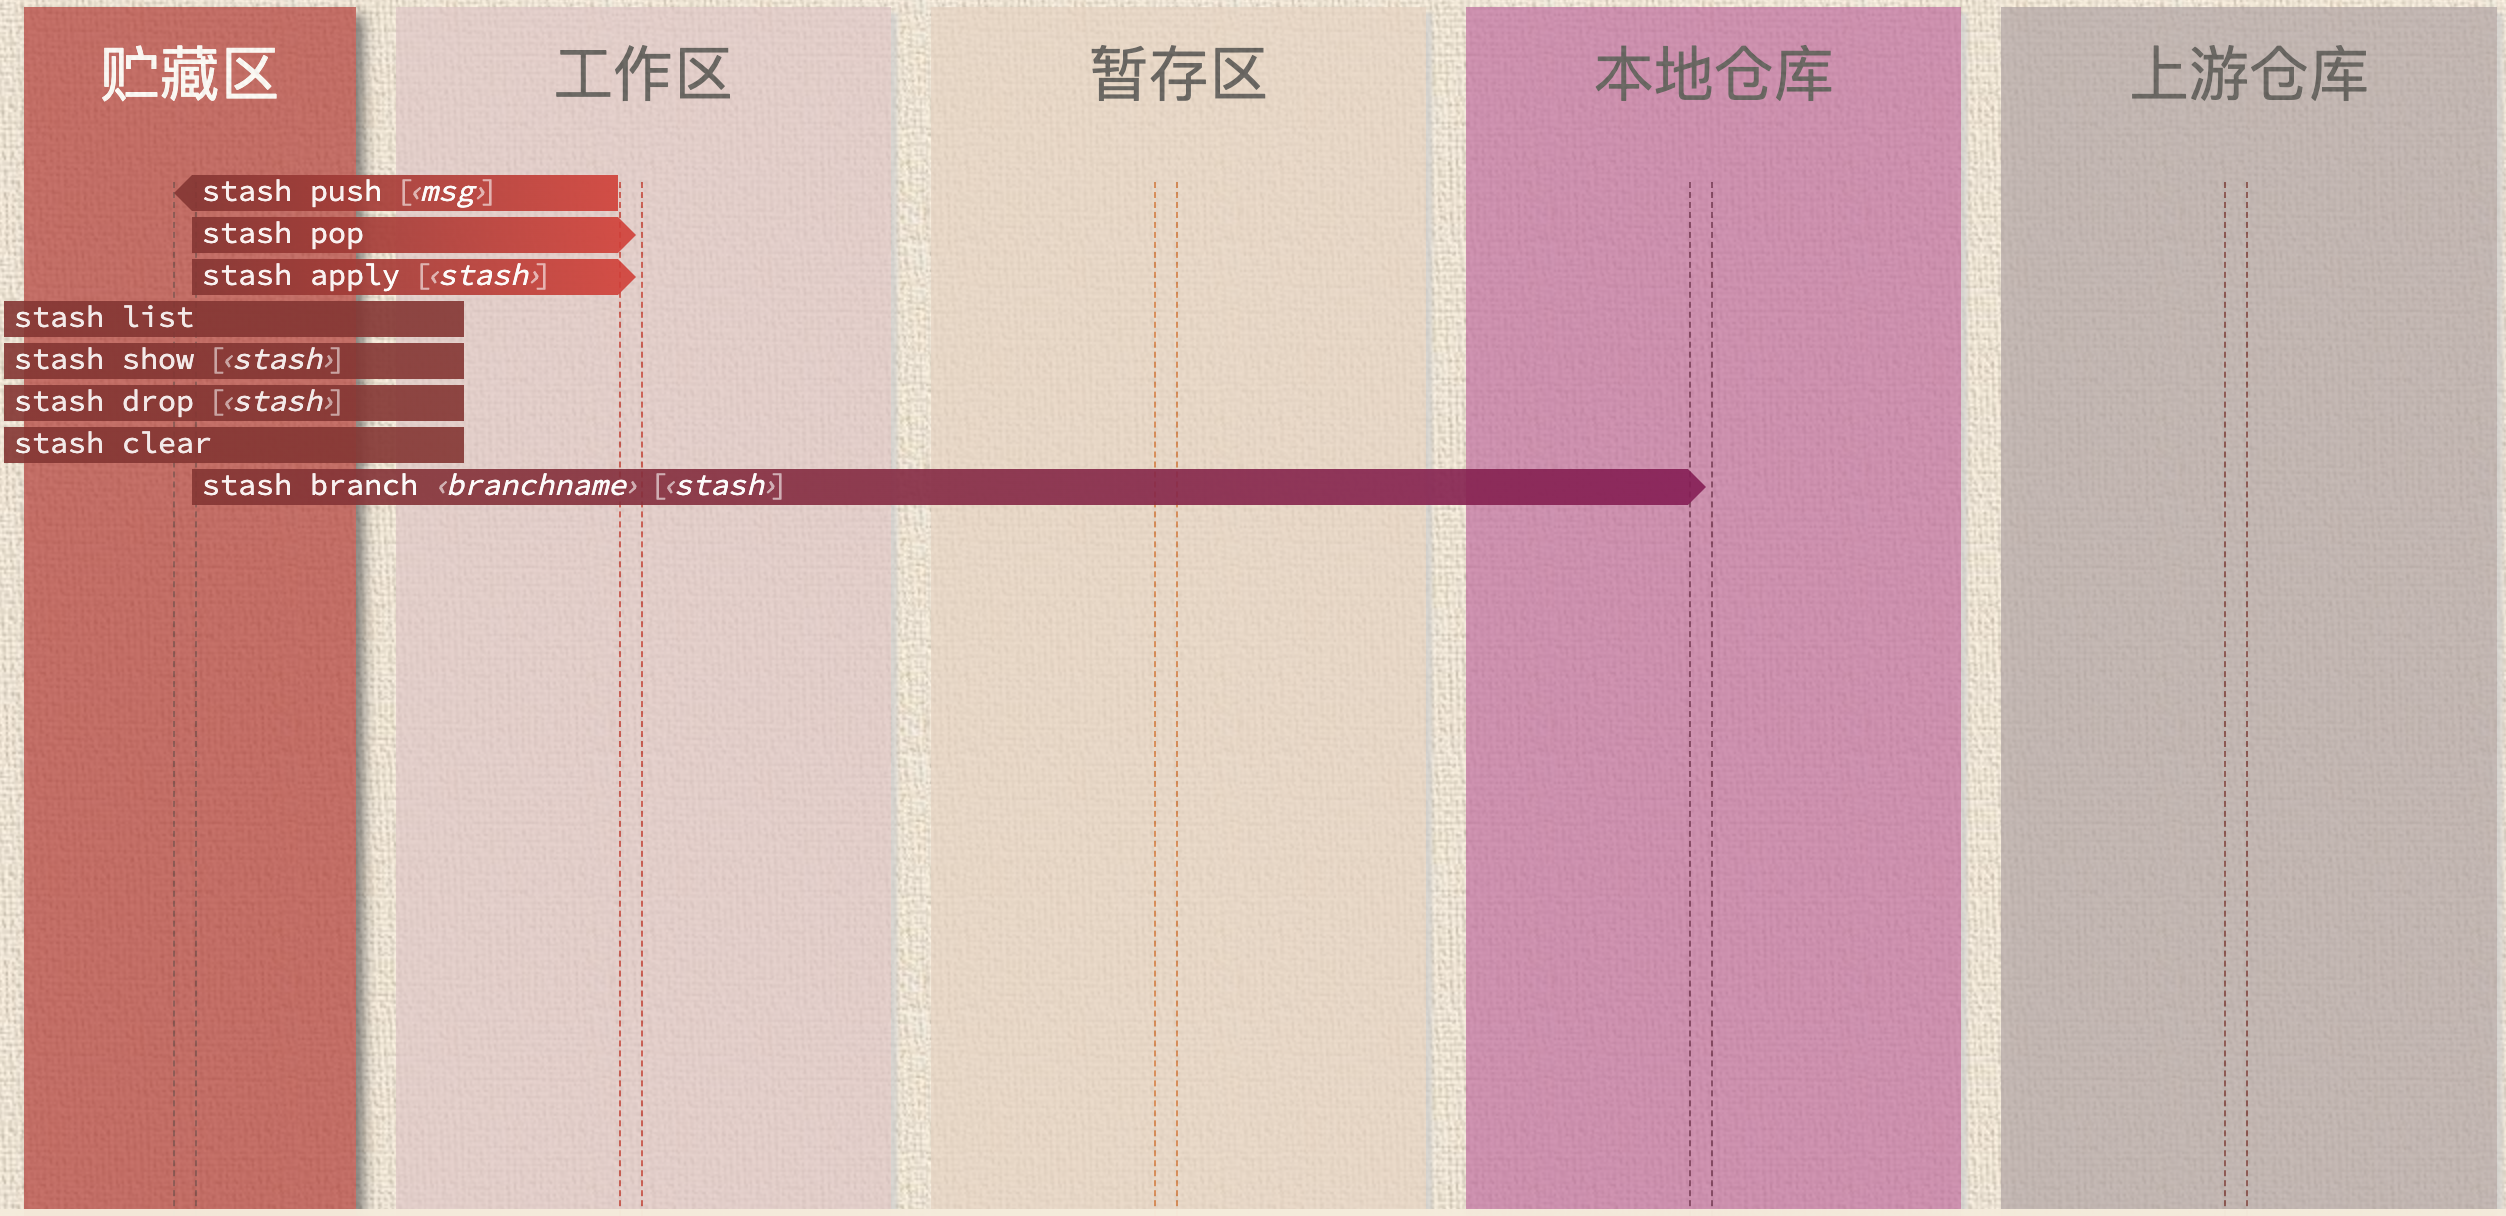 贮藏区 工作区 暂存区 本地仓库 上游仓库
stash push [‹msg›]
stash pop
stash apply [‹stash›]
stash list
stash show [‹stash›]
stash drop [‹stash›]
stash clear
stash branch ‹branchname› [‹stash›]